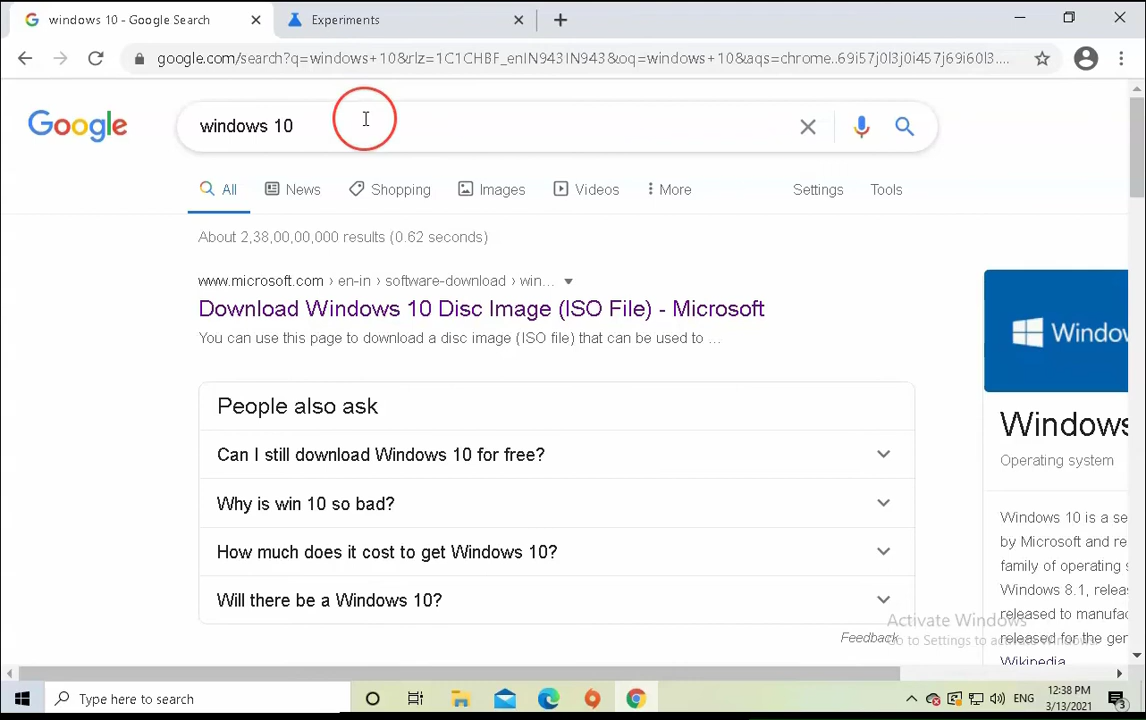 windows 10 - Google Search
Experiments
google.com/search?q=windows+10&rlz=1C1CHBF_enIN943IN943&oq=windows+10&aqs=chrome..69i57j0l3j0i457j69i60l3....
Google
windows 10
All
News
Shopping
Images
Videos
More
Settings
Tools
About 2,38,00,00,000 results (0.62 seconds)
www.microsoft.com › en-in › software-download › win...
Download Windows 10 Disc Image (ISO File) - Microsoft
You can use this page to download a disc image (ISO file) that can be used to ...
People also ask
Can I still download Windows 10 for free?
Why is win 10 so bad?
How much does it cost to get Windows 10?
Will there be a Windows 10?
Feedback
Windows
Operating system
Windows 10 is a se
by Microsoft and re
family of operating s
Windows 8.1, relea
released to manufac
released for the gen
Wikipedia
Activate Windows
Go to Settings to activate Windows.
Type here to search
ENG
12:38 PM
3/13/2021
3